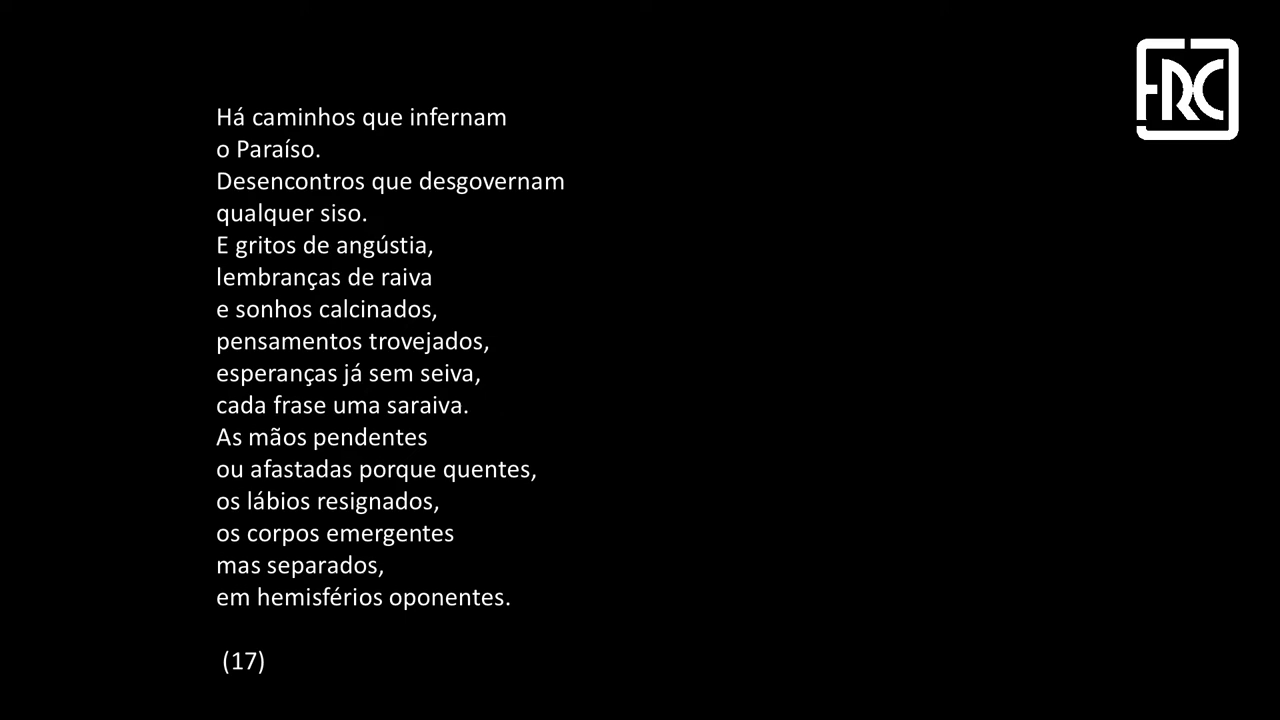 FRC
Há caminhos que infernam
o Paraíso.
Desencontros que desgovernam
qualquer siso.
E gritos de angústia,
lembranças de raiva
e sonhos calcinados,
pensamentos trovejados,
esperanças já sem seiva,
cada frase uma saraiva.
As mãos pendentes
ou afastadas porque quentes,
os lábios resignados,
os corpos emergentes
mas separados,
em hemisférios oponentes.
(17)